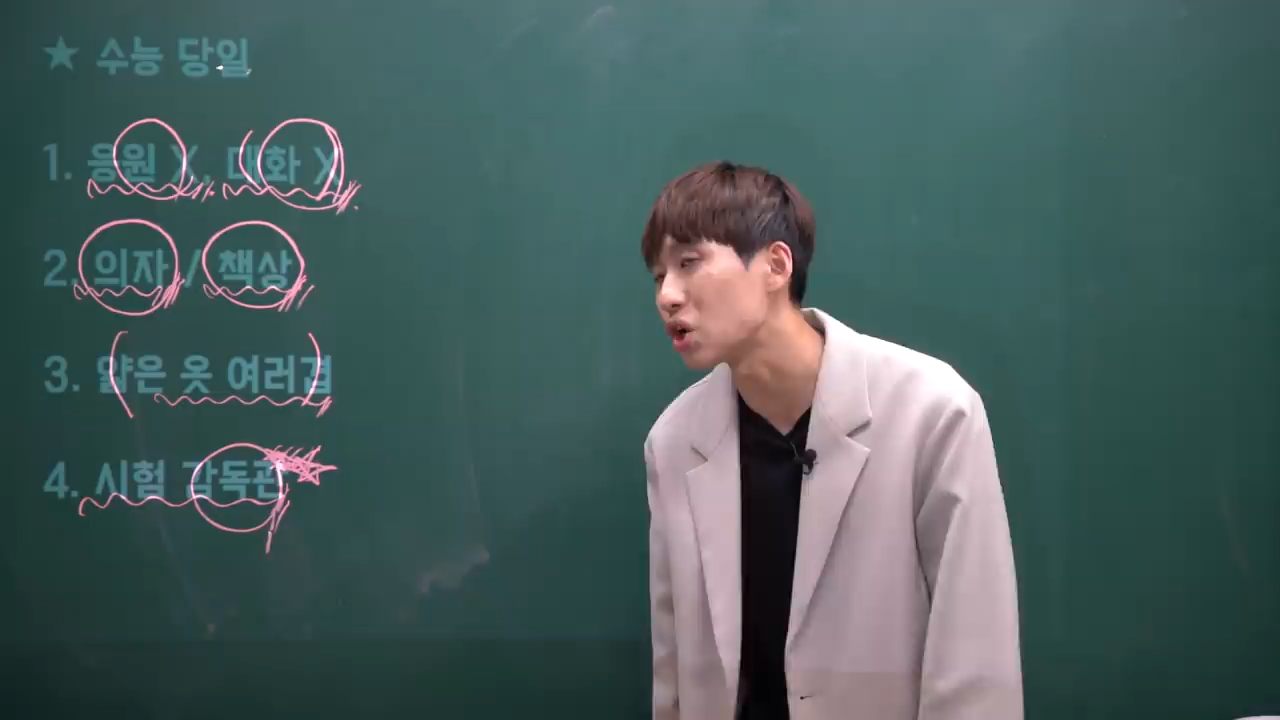 ★ 수능 당일
1. 응원 X, 대화 X
2. 의자 / 책상
3. 얇은 옷 여러겹
4. 시험 감독관